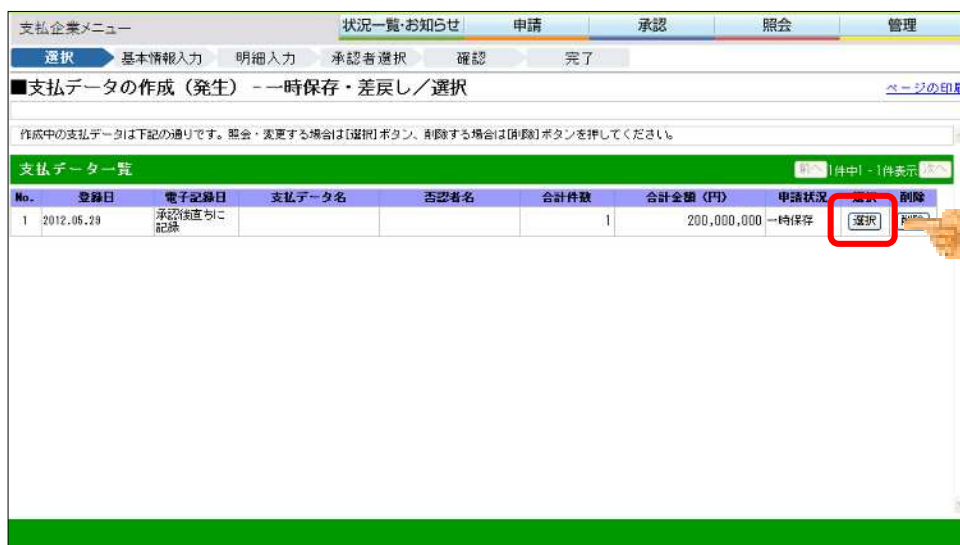 支払企業メニュー 状況一覧･お知らせ 申請 承認 照会 管理
選択 基本情報入力 明細入力 承認者選択 確認 完了
■支払データの作成（発生） －一時保存・差戻し／選択 ページの印刷
作成中の支払データは下記の通りです。照会・変更する場合は[選択]ボタン、削除する場合は[削除]ボタンを押してください。
支払データ一覧 前へ 1件中1 - 1件表示 次へ
No. 登録日 電子記録日 支払データ名 否認者名 合計件数 合計金額（円） 申請状況 選択 削除
1 2012.05.29 承認後直ちに 1 200,000,000 一時保存 選択 削除
記録